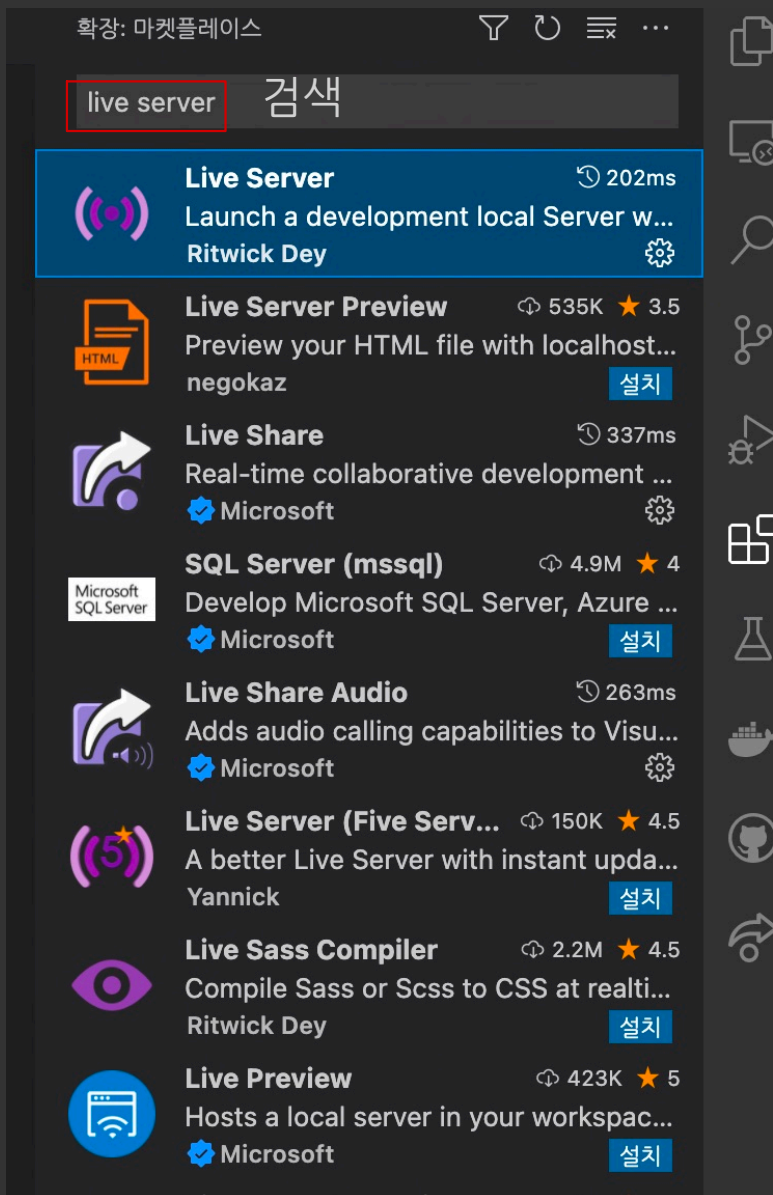 확장: 마켓플레이스
live server 검색
Live Server 202ms
Launch a development local Server w...
Ritwick Dey
Live Server Preview 535K ★ 3.5
HTML
Preview your HTML file with localhost...
negokaz 설치
Live Share 337ms
Real-time collaborative development ...
Microsoft
SQL Server (mssql) 4.9M ★ 4
Microsoft
SQL Server
Develop Microsoft SQL Server, Azure ...
Microsoft 설치
Live Share Audio 263ms
Adds audio calling capabilities to Visu...
Microsoft
Live Server (Five Serv... 150K ★ 4.5
5
A better Live Server with instant upda...
Yannick 설치
Live Sass Compiler 2.2M ★ 4.5
Compile Sass or Scss to CSS at realti...
Ritwick Dey 설치
Live Preview 423K ★ 5
Hosts a local server in your workspac...
Microsoft 설치